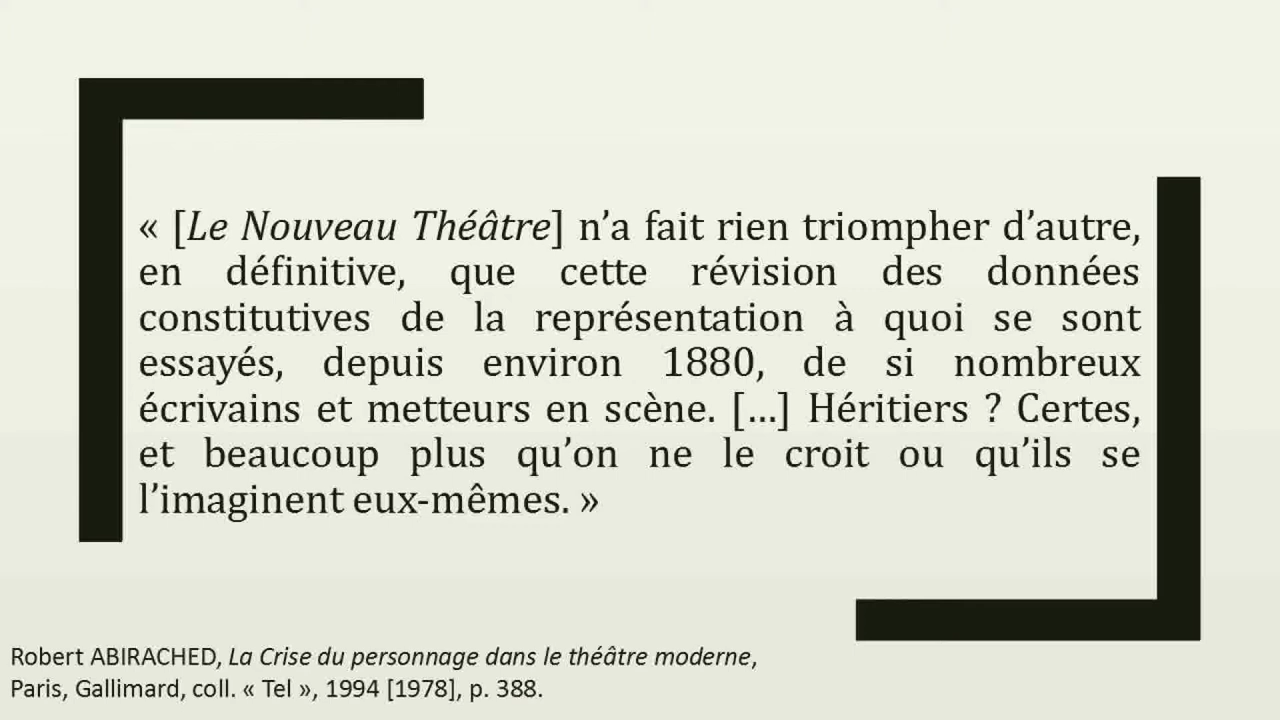 « [Le Nouveau Théâtre] n’a fait rien triompher d’autre,
en définitive, que cette révision des données
constitutives de la représentation à quoi se sont
essayés, depuis environ 1880, de si nombreux
écrivains et metteurs en scène. […] Héritiers ? Certes,
et beaucoup plus qu’on ne le croit ou qu’ils se
l’imaginent eux-mêmes. »
Robert ABIRACHED, La Crise du personnage dans le théâtre moderne,
Paris, Gallimard, coll. « Tel », 1994 [1978], p. 388.